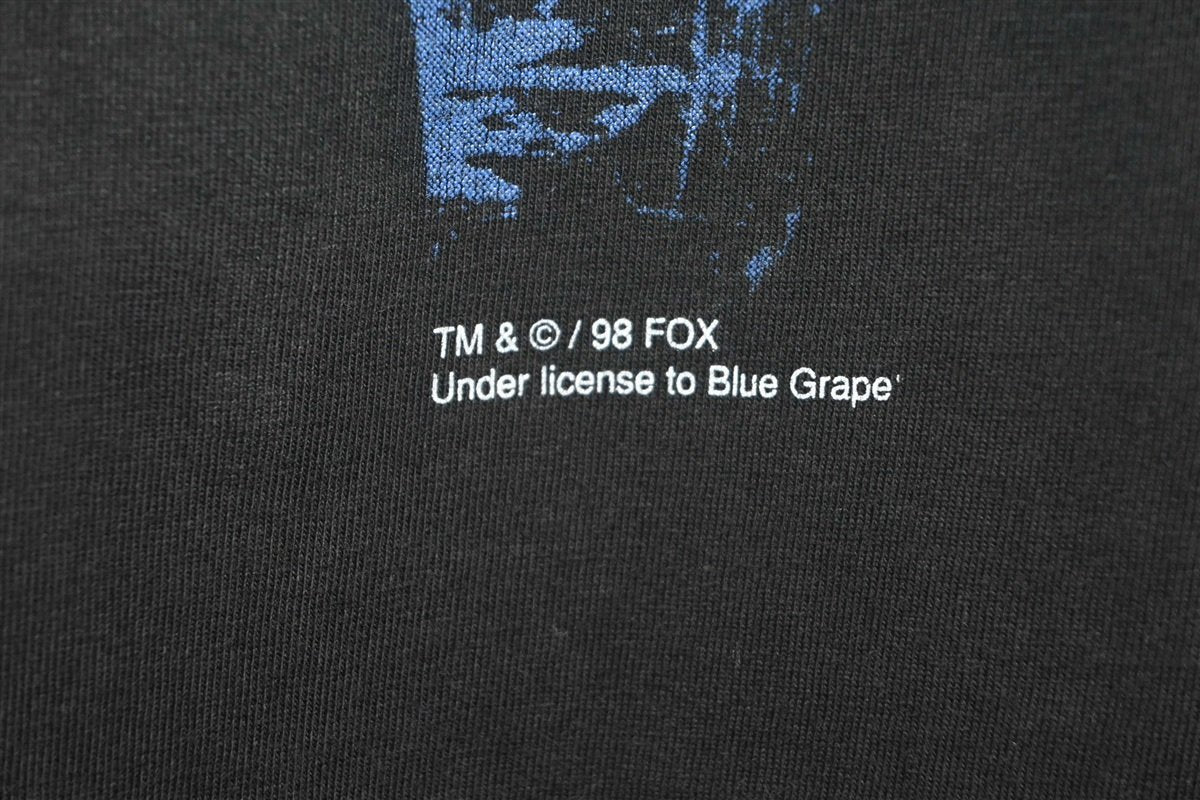 TM & © / 98 FOX
Under license to Blue Grape'